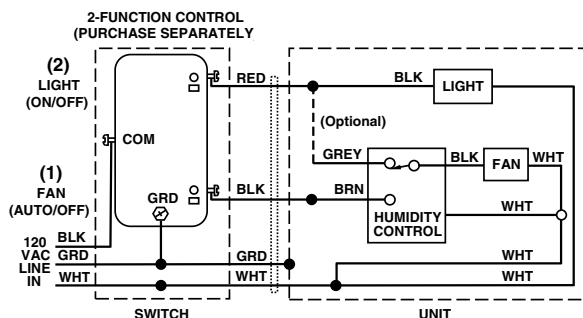 2-FUNCTION CONTROL
(PURCHASE SEPARATELY
(2)
LIGHT
(ON/OFF)
RED
BLK
LIGHT
(Optional)
COM
GREY
BLK
FAN
WHT
(1)
FAN
(AUTO/OFF)
GRD
BLK
BRN
HUMIDITY
CONTROL
WHT
120
VAC
LINE
IN
BLK
GRD
GRD
WHT
WHT
WHT
WHT
SWITCH
UNIT